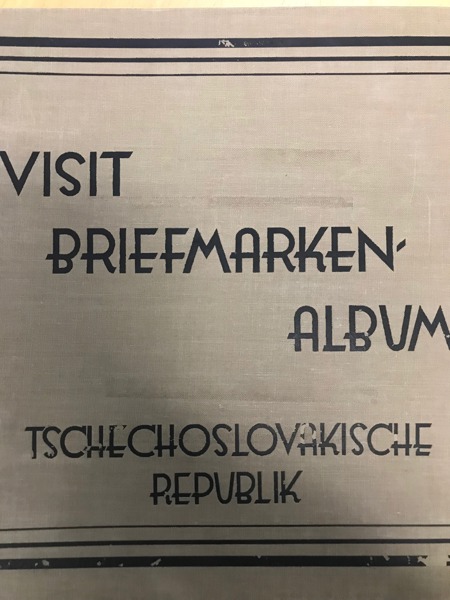 VISIT
BRIEFMARKEN-
ALBUM
TSCHECHOSLOVAKISCHE
REPUBLIK